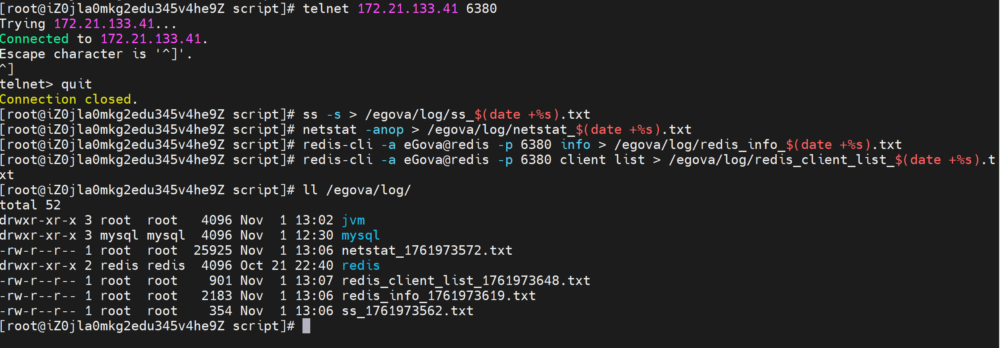 [root@iZ0jla0mkg2edu345v4he9Z script]# telnet 172.21.133.41 6380
Trying 172.21.133.41...
Connected to 172.21.133.41.
Escape character is '^]'.
^]
telnet> quit
Connection closed.
[root@iZ0jla0mkg2edu345v4he9Z script]# ss -s > /egova/log/ss_$(date +%s).txt
[root@iZ0jla0mkg2edu345v4he9Z script]# netstat -anop > /egova/log/netstat_$(date +%s).txt
[root@iZ0jla0mkg2edu345v4he9Z script]# redis-cli -a eGova@redis -p 6380 info > /egova/log/redis_info_$(date +%s).txt
[root@iZ0jla0mkg2edu345v4he9Z script]# redis-cli -a eGova@redis -p 6380 client list > /egova/log/redis_client_list_$(date +%s).t
xt
[root@iZ0jla0mkg2edu345v4he9Z script]# ll /egova/log/
total 52
drwxr-xr-x 3 root  root   4096 Nov  1 13:02 jvm
drwxr-xr-x 3 mysql mysql  4096 Nov  1 12:30 mysql
-rw-r--r-- 1 root  root  25925 Nov  1 13:06 netstat_1761973572.txt
drwxr-xr-x 2 redis redis  4096 Oct 21 22:40 redis
-rw-r--r-- 1 root  root    901 Nov  1 13:07 redis_client_list_1761973648.txt
-rw-r--r-- 1 root  root   2183 Nov  1 13:06 redis_info_1761973619.txt
-rw-r--r-- 1 root  root    354 Nov  1 13:06 ss_1761973562.txt
[root@iZ0jla0mkg2edu345v4he9Z script]#